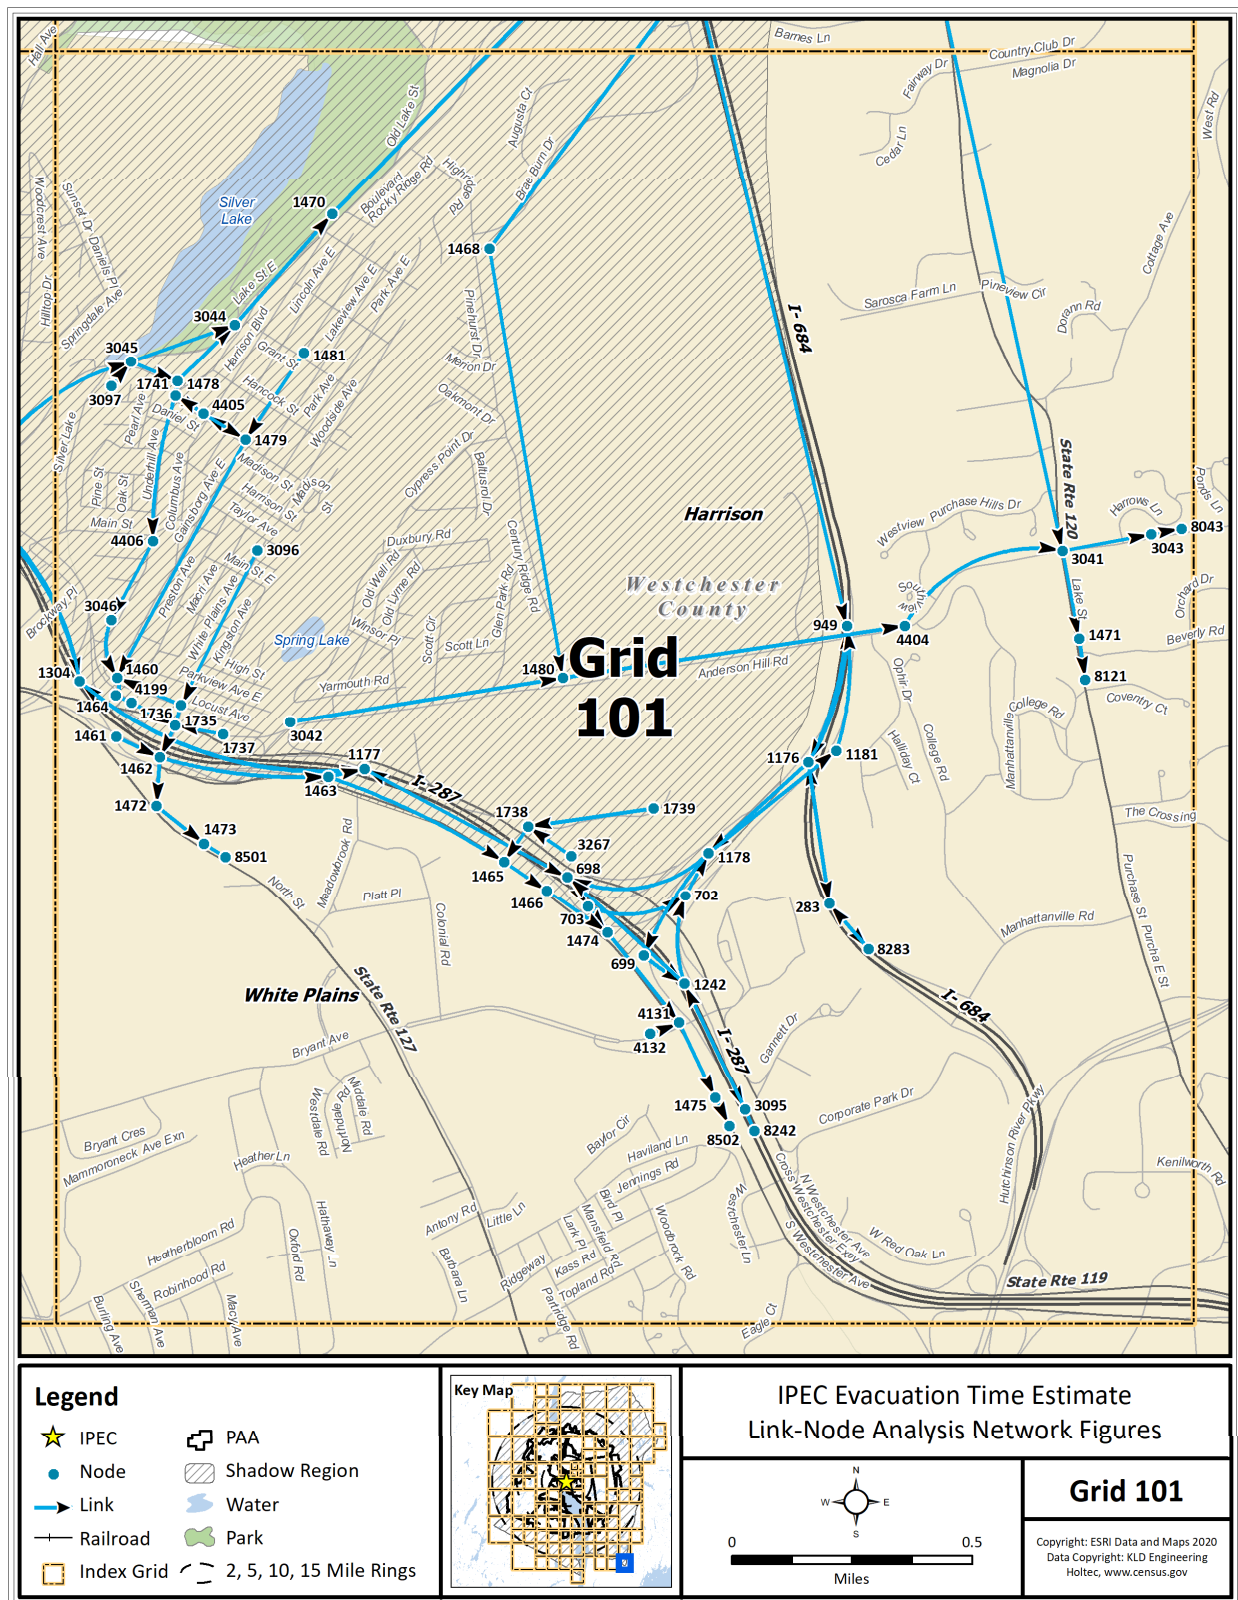 Hall Ave
Barnes Ln
Country Club Dr
Magnolia Dr
Fairway Dr
West Rd
Old Lake St
Augusta Ct
Cedar Ln
Brae Burn Dr
Woodcrest Ave
Sunset Dr
Daniels Pl
Silver
Lake
1470
Boulevard
Rocky Ridge Rd
Highridge Rd
1468
Cottage Ave
Hilltop Dr
Springdale Ave
Lake St E
Lincoln Ave E
Lakeview Ave E
Park Ave E
Pinehurst Dr
I- 684
Sarosca Farm Ln
Pineview Cir
Dorann Rd
3044
Harrison Blvd
3045
Grant St
1481
Merion Dr
3097
1741
1478
Hancock St
Park Ave
Woodside Ave
Oakmont Dr
4405
Pearl Ave
Daniel St
1479
Silver Lake
Underhill Ave
Columbus Ave
Gainsborg Ave E
Madison St
Harrison St
Madison St
Taylor Ave
Cypress Point Dr
Baltusrol Dr
Pine St
Oak St
Main St
4406
State Rte 120
Harrows Ln
Ponds Ln
Westview
Purchase Hills Dr
8043
3043
3041
Harrison
Century Ridge Rd
Duxbury Rd
3096
Main St E
Westchester
County
Brockway Pl
3046
Preston Ave
Macri Ave
White Plains Ave
Kingston Ave
Old Well Rd
Old Lyme Rd
Winsor Pl
Scott Cir
Scott Ln
Glen Park Rd
Spring Lake
Lake St
Orchard Dr
Beverly Rd
949
4404
1471
8121
Coventry Ct
1480
Grid
101
Anderson Hill Rd
Ophir Dr
College Rd
Halliday Ct
Manhattanville
College Rd
1304
1460
4199
1464
1736
1735
1461
1462
1737
High St
Parkview Ave E
Locust Ave
Yarmouth Rd
3042
1177
1463
I- 287
1176
1181
1472
1473
8501
1738
1739
3267
698
1465
1466
703
1474
699
702
1178
283
8283
The Crossing
Purchase St
Purcha E St
Manhattanville Rd
Meadowbrook Rd
North St
Platt Pl
Colonial Rd
White Plains
State Rte 127
1242
4131
4132
I- 287
I- 684
Gannett Dr
Bryant Ave
1475
8502
3095
8242
Corporate Park Dr
Hutchinson River Pkwy
Westdale Rd
Northdale Rd
Middale Rd
Bryant Cres
Mammoroneck Ave Exn
Heather Ln
Baylor Cir
Haviland Ln
Jennings Rd
Kenilworth Rd
Antony Rd
Little Ln
Bird Pl
Mansfield Rd
Lark Pl
Kass Rd
Topland Rd
Woodbrook Rd
Westchester Ln
N Westchester Ave
Cross Westchester Expy
S Westchester Ave
W Red Oak Ln
Heatherbloom Rd
Robinhood Rd
Oxford Rd
Hathaway Ln
Barbara Ln
Ridgeway
Partridge Rd
Eagle Ct
State Rte 119
Burling Ave
Sherman Ave
Macy Ave
Legend
IPEC
Node
Link
Railroad
Index Grid
PAA
Shadow Region
Water
Park
2, 5, 10, 15 Mile Rings
Key Map
IPEC Evacuation Time Estimate
Link-Node Analysis Network Figures
N
W E
S
0 0.5
Miles
Grid 101
Copyright: ESRI Data and Maps 2020
Data Copyright: KLD Engineering
Holtec, www.census.gov